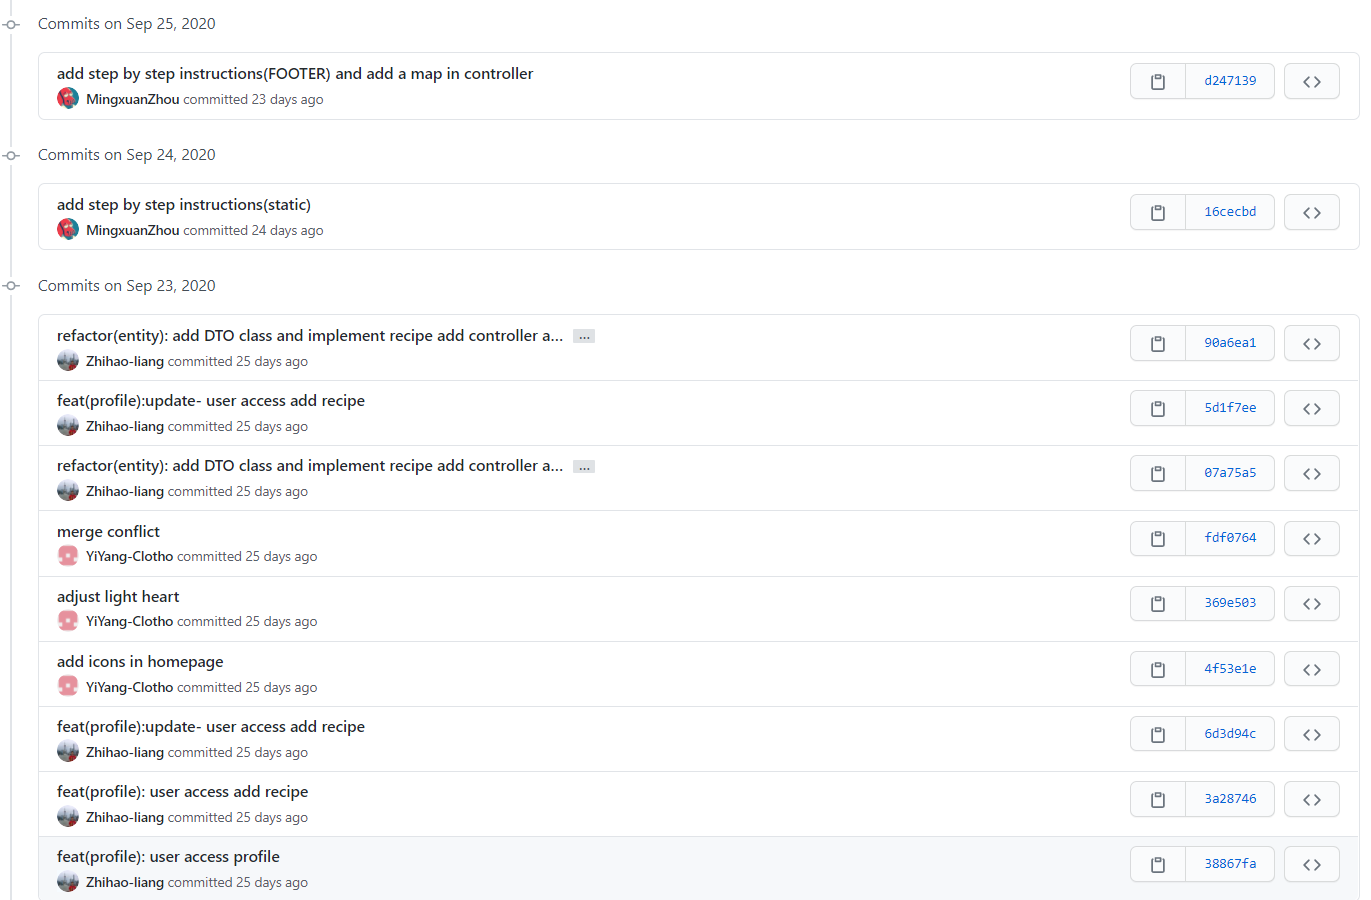 Commits on Sep 25, 2020
add step by step instructions(FOOTER) and add a map in controller
MingxuanZhou committed 23 days ago
d247139
Commits on Sep 24, 2020
add step by step instructions(static)
MingxuanZhou committed 24 days ago
16cecbd
Commits on Sep 23, 2020
refactor(entity): add DTO class and implement recipe add controller a... ...
Zhihao-liang committed 25 days ago
90a6ea1
feat(profile):update- user access add recipe
Zhihao-liang committed 25 days ago
5d1f7ee
refactor(entity): add DTO class and implement recipe add controller a... ...
Zhihao-liang committed 25 days ago
07a75a5
merge conflict
YiYang-Clotho committed 25 days ago
fdf0764
adjust light heart
YiYang-Clotho committed 25 days ago
369e503
add icons in homepage
YiYang-Clotho committed 25 days ago
4f53e1e
feat(profile):update- user access add recipe
Zhihao-liang committed 25 days ago
6d3d94c
feat(profile): user access add recipe
Zhihao-liang committed 25 days ago
3a28746
feat(profile): user access profile
Zhihao-liang committed 25 days ago
38867fa